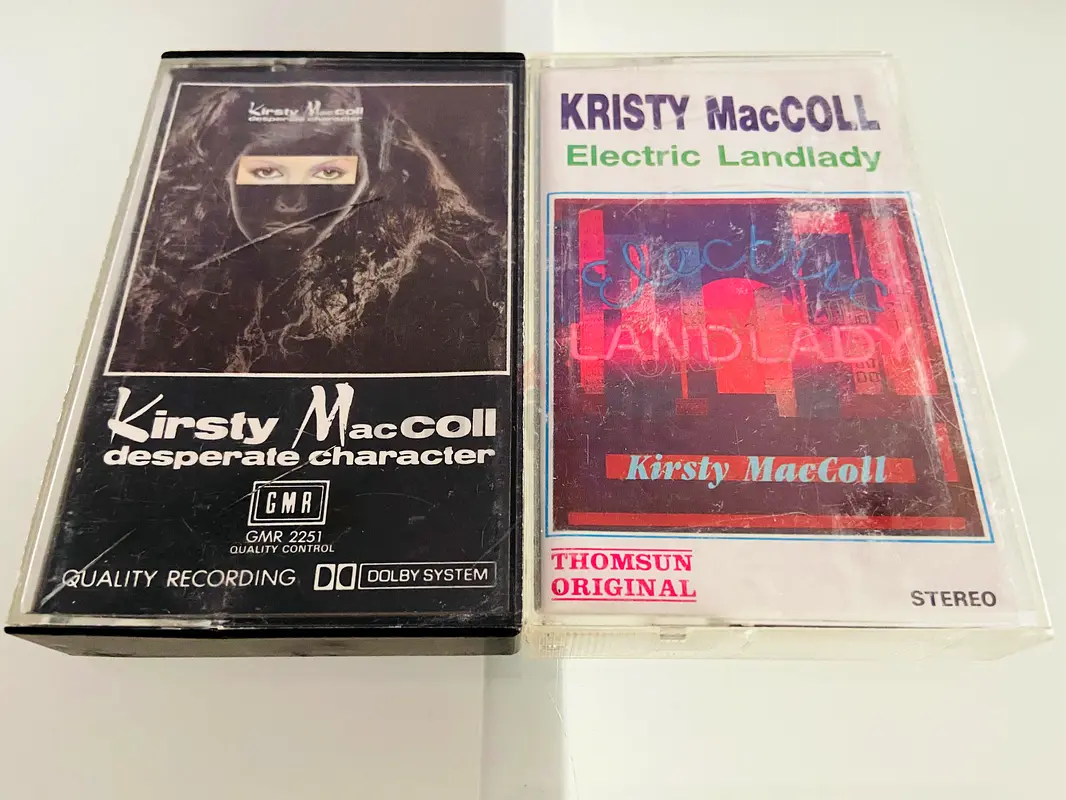 Kirsty MacColl
desperate character
Kirsty Maccoll
desperate character
GMR
GMR 2251
QUALITY CONTROL
QUALITY RECORDING DOLBY SYSTEM
KRISTY MacCOLL
Electric Landlady
Electric
LANDLADY
Kirsty MacColl
THOMSUN
ORIGINAL
STEREO